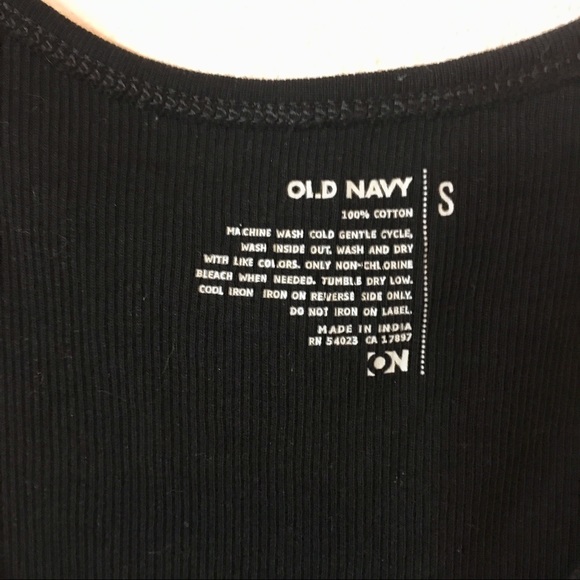 OLD NAVY
S
100% COTTON
MACHINE WASH COLD GENTLE CYCLE,
WASH INSIDE OUT, WASH AND DRY
WITH LIKE COLORS. ONLY NON-CHLORINE
BLEACH WHEN NEEDED. TUMBLE DRY LOW.
COOL IRON IRON ON REVERSE SIDE ONLY.
DO NOT IRON ON LABEL.
MADE IN INDIA
RN 54023 CA 17897
ON